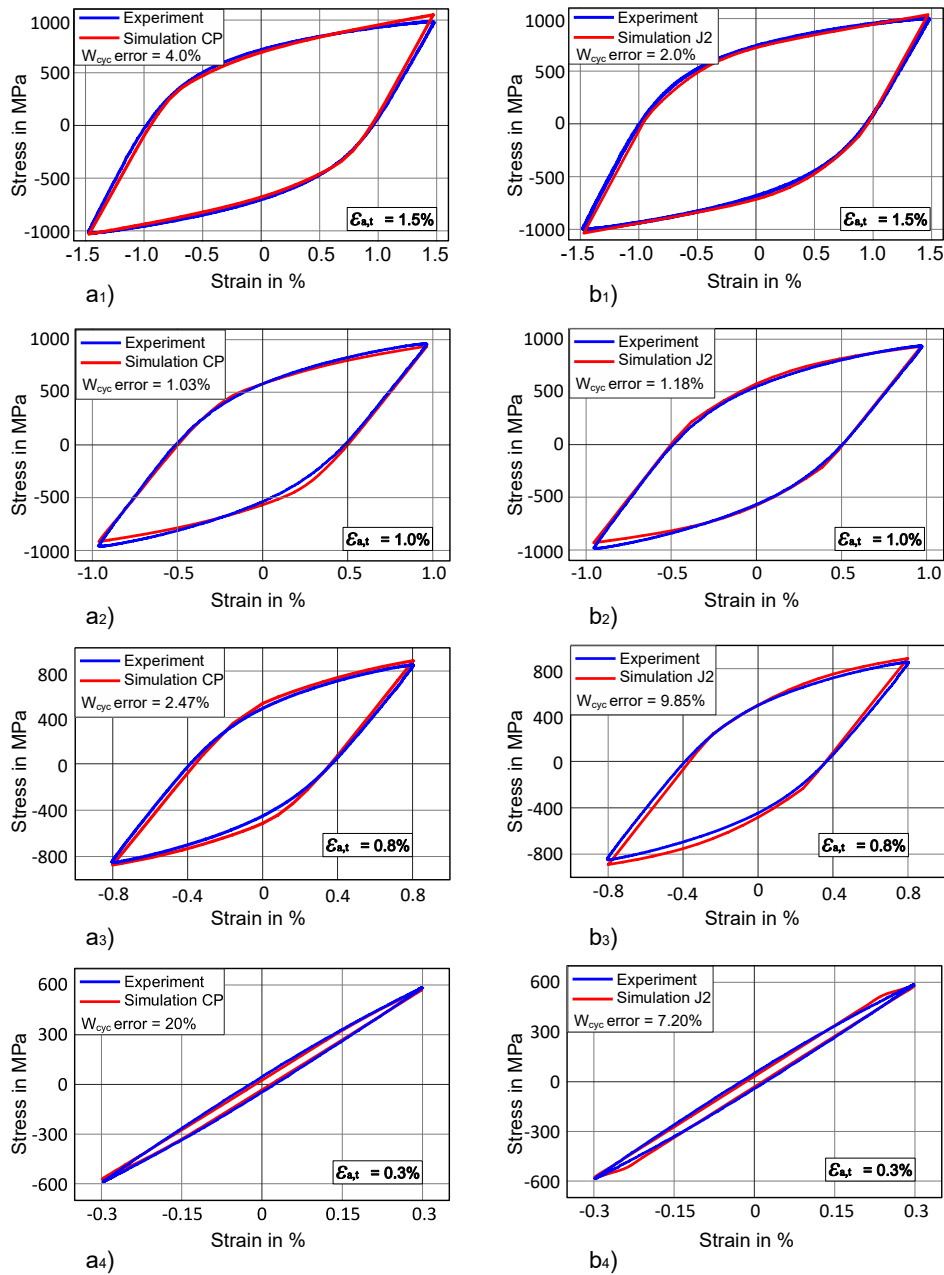 Experiment
Simulation CP
Wcyc error = 4.0%
1000
500
0
-500
-1000
Stress in MPa
εa,t = 1.5%
-1.5 -1.0 -0.5 0 0.5 1.0 1.5
Strain in %
a1)
Experiment
Simulation J2
Wcyc error = 2.0%
1000
500
0
-500
-1000
Stress in MPa
εa,t = 1.5%
-1.5 -1.0 -0.5 0 0.5 1.0 1.5
Strain in %
b1)
Experiment
Simulation CP
Wcyc error = 1.03%
1000
500
0
-500
-1000
Stress in MPa
εa,t = 1.0%
-1.0 -0.5 0 0.5 1.0
Strain in %
a2)
Experiment
Simulation J2
Wcyc error = 1.18%
1000
500
0
-500
-1000
Stress in MPa
εa,t = 1.0%
-1.0 -0.5 0 0.5 1.0
Strain in %
b2)
Experiment
Simulation CP
Wcyc error = 2.47%
800
400
0
-400
-800
Stress in MPa
εa,t = 0.8%
-0.8 -0.4 0 0.4 0.8
Strain in %
a3)
Experiment
Simulation J2
Wcyc error = 9.85%
800
400
0
-400
-800
Stress in MPa
εa,t = 0.8%
-0.8 -0.4 0 0.4 0.8
Strain in %
b3)
Experiment
Simulation CP
Wcyc error = 20%
600
300
0
-300
-600
Stress in MPa
εa,t = 0.3%
-0.3 -0.15 0 0.15 0.3
Strain in %
a4)
Experiment
Simulation J2
Wcyc error = 7.20%
600
300
0
-300
-600
Stress in MPa
εa,t = 0.3%
-0.3 -0.15 0 0.15 0.3
Strain in %
b4)